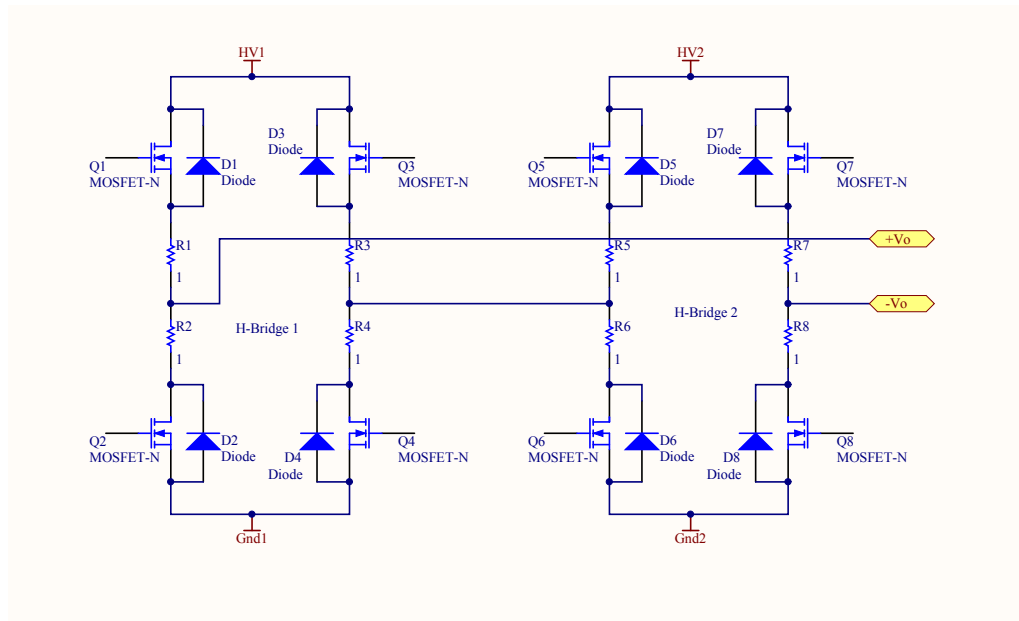 HV1
HV2
D3
Diode
D7
Diode
Q1
MOSFET-N
D1
Diode
Q3
MOSFET-N
Q5
MOSFET-N
D5
Diode
Q7
MOSFET-N
R1
1
R3
1
R5
1
R7
1
+Vo
-Vo
H-Bridge 1
H-Bridge 2
R2
1
R4
1
R6
1
R8
1
Q2
MOSFET-N
D2
Diode
D4
Diode
Q4
MOSFET-N
Q6
MOSFET-N
D6
Diode
D8
Diode
Q8
MOSFET-N
Gnd1
Gnd2